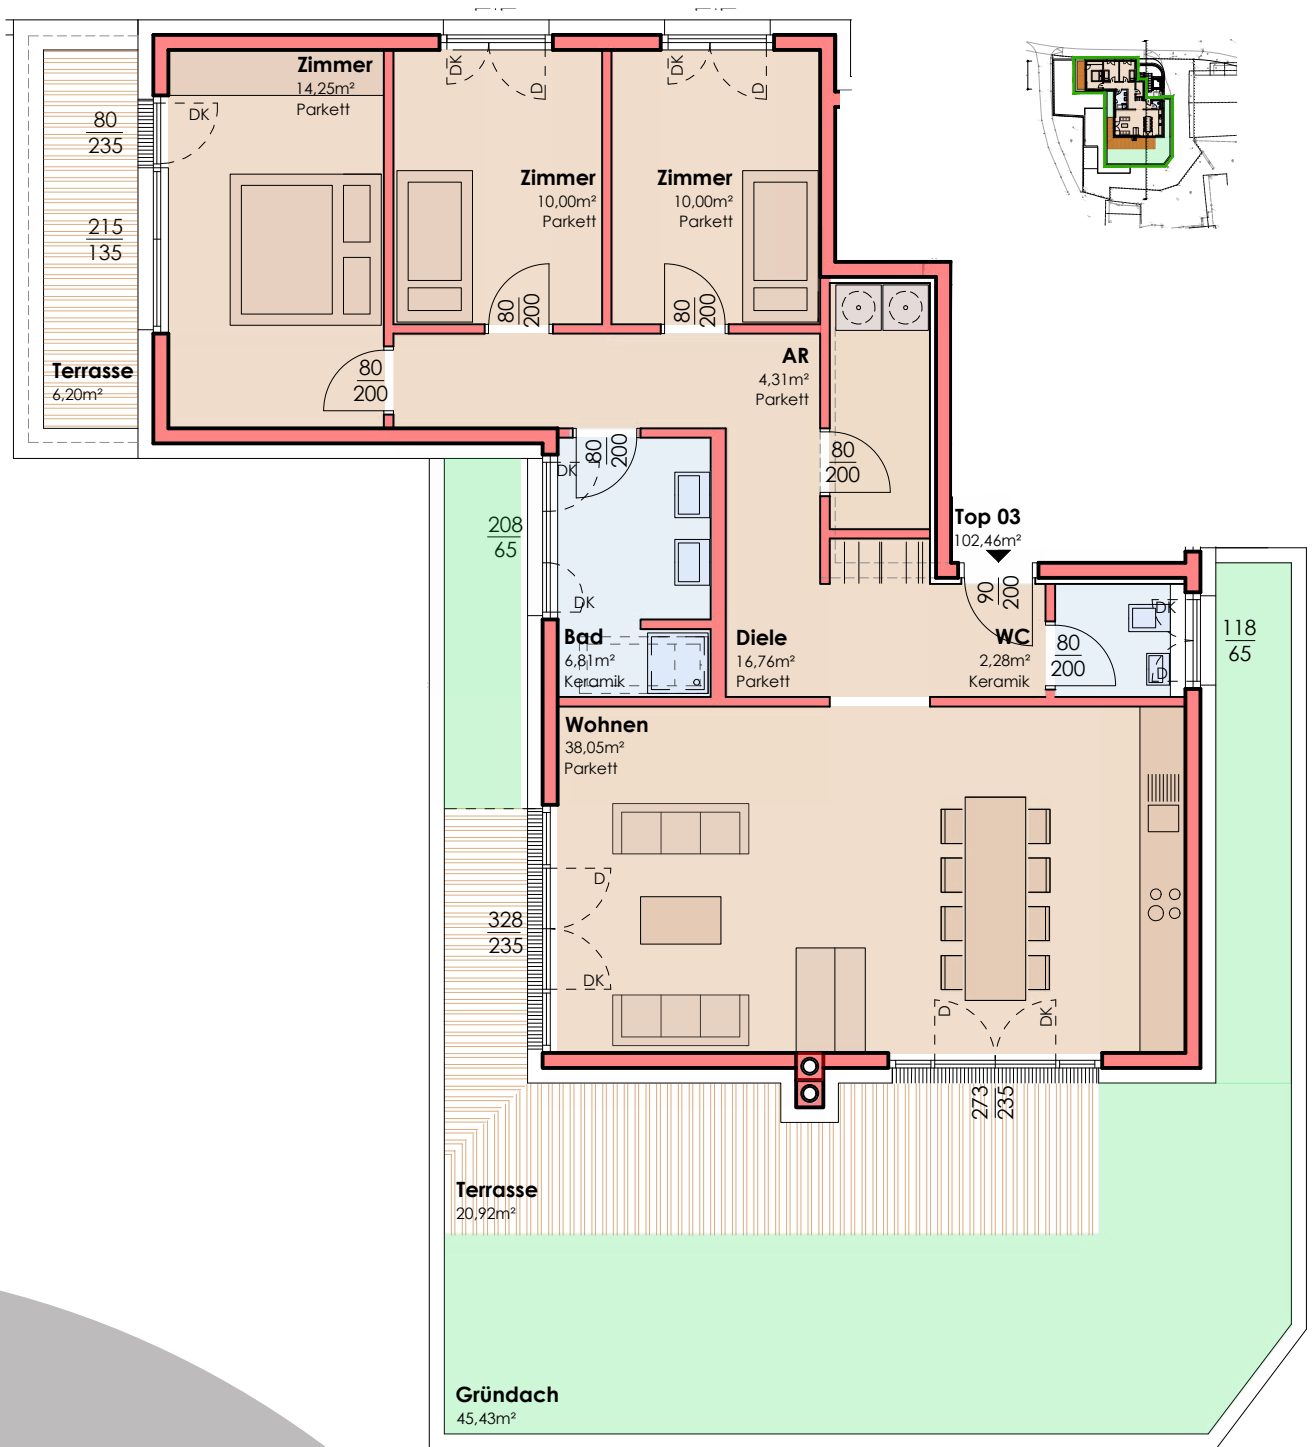 Zimmer
14,25m²
Parkett
DK
80
235
215
135
Terrasse
6,20m²
80
200
DK
D
Zimmer
10,00m²
Parkett
80
200
DK
D
Zimmer
10,00m²
Parkett
80
200
AR
4,31m²
Parkett
80
200
80
200
DK
208
65
DK
Bad
6,81m²
Keramik
Diele
16,76m²
Parkett
Top 03
102,46m²
90
200
WC
2,28m²
Keramik
80
200
DK
D
118
65
Wohnen
38,05m²
Parkett
D
328
235
DK
D
DK
273
235
Terrasse
20,92m²
Gründach
45,43m²